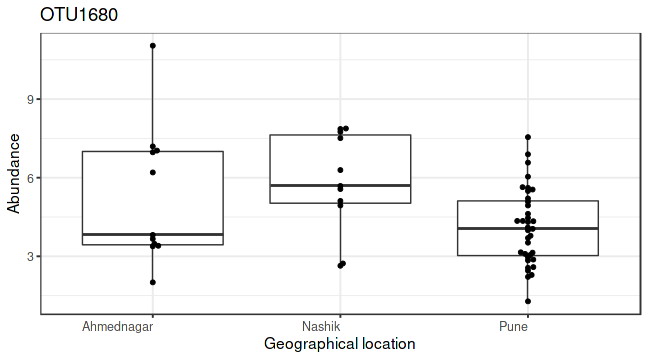 OTU1680
Abundance
9
6
3
Ahmednagar Nashik Pune
Geographical location